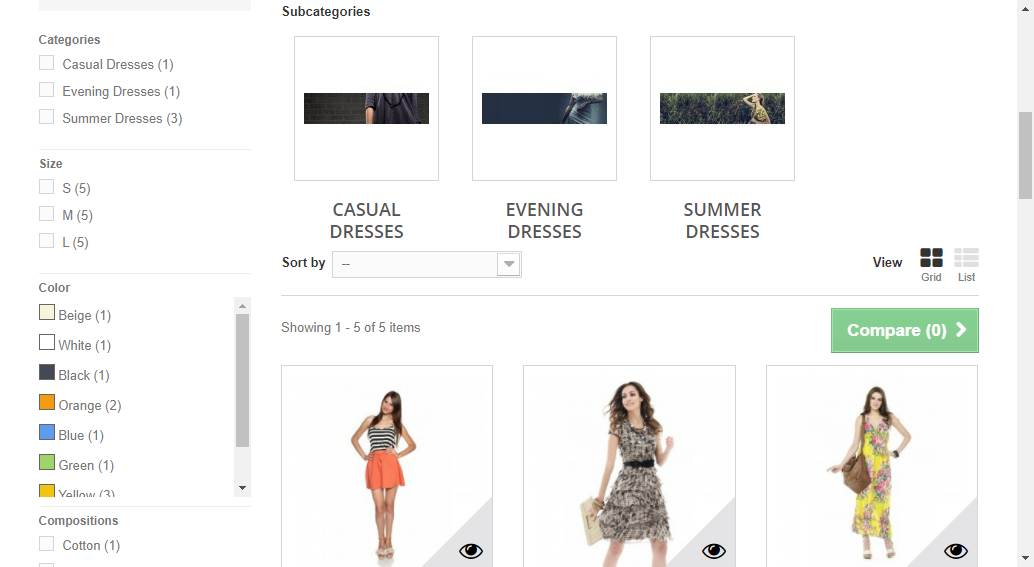 Subcategories
Categories
Casual Dresses (1)
Evening Dresses (1)
Summer Dresses (3)
Size
S (5)
M (5)
L (5)
Color
Beige (1)
White (1)
Black (1)
Orange (2)
Blue (1)
Green (1)
Yellow (3)
Compositions
Cotton (1)
CASUAL
DRESSES
EVENING
DRESSES
SUMMER
DRESSES
Sort by --
View
Grid
List
Showing 1 - 5 of 5 items
Compare (0)